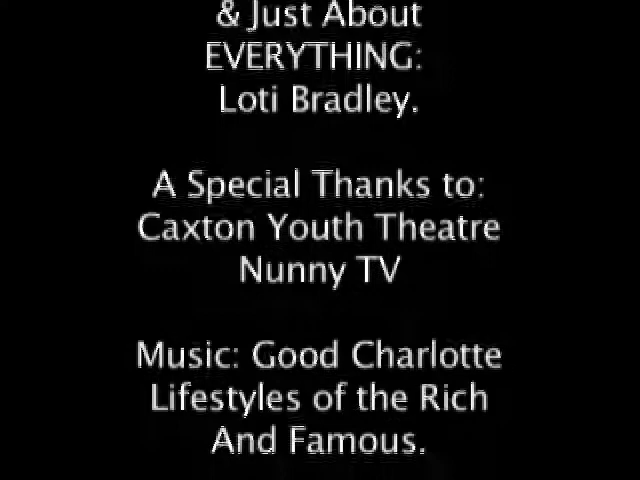 & Just About
EVERYTHING:
Loti Bradley.
A Special Thanks to:
Caxton Youth Theatre
Nunny TV
Music: Good Charlotte
Lifestyles of the Rich
And Famous.